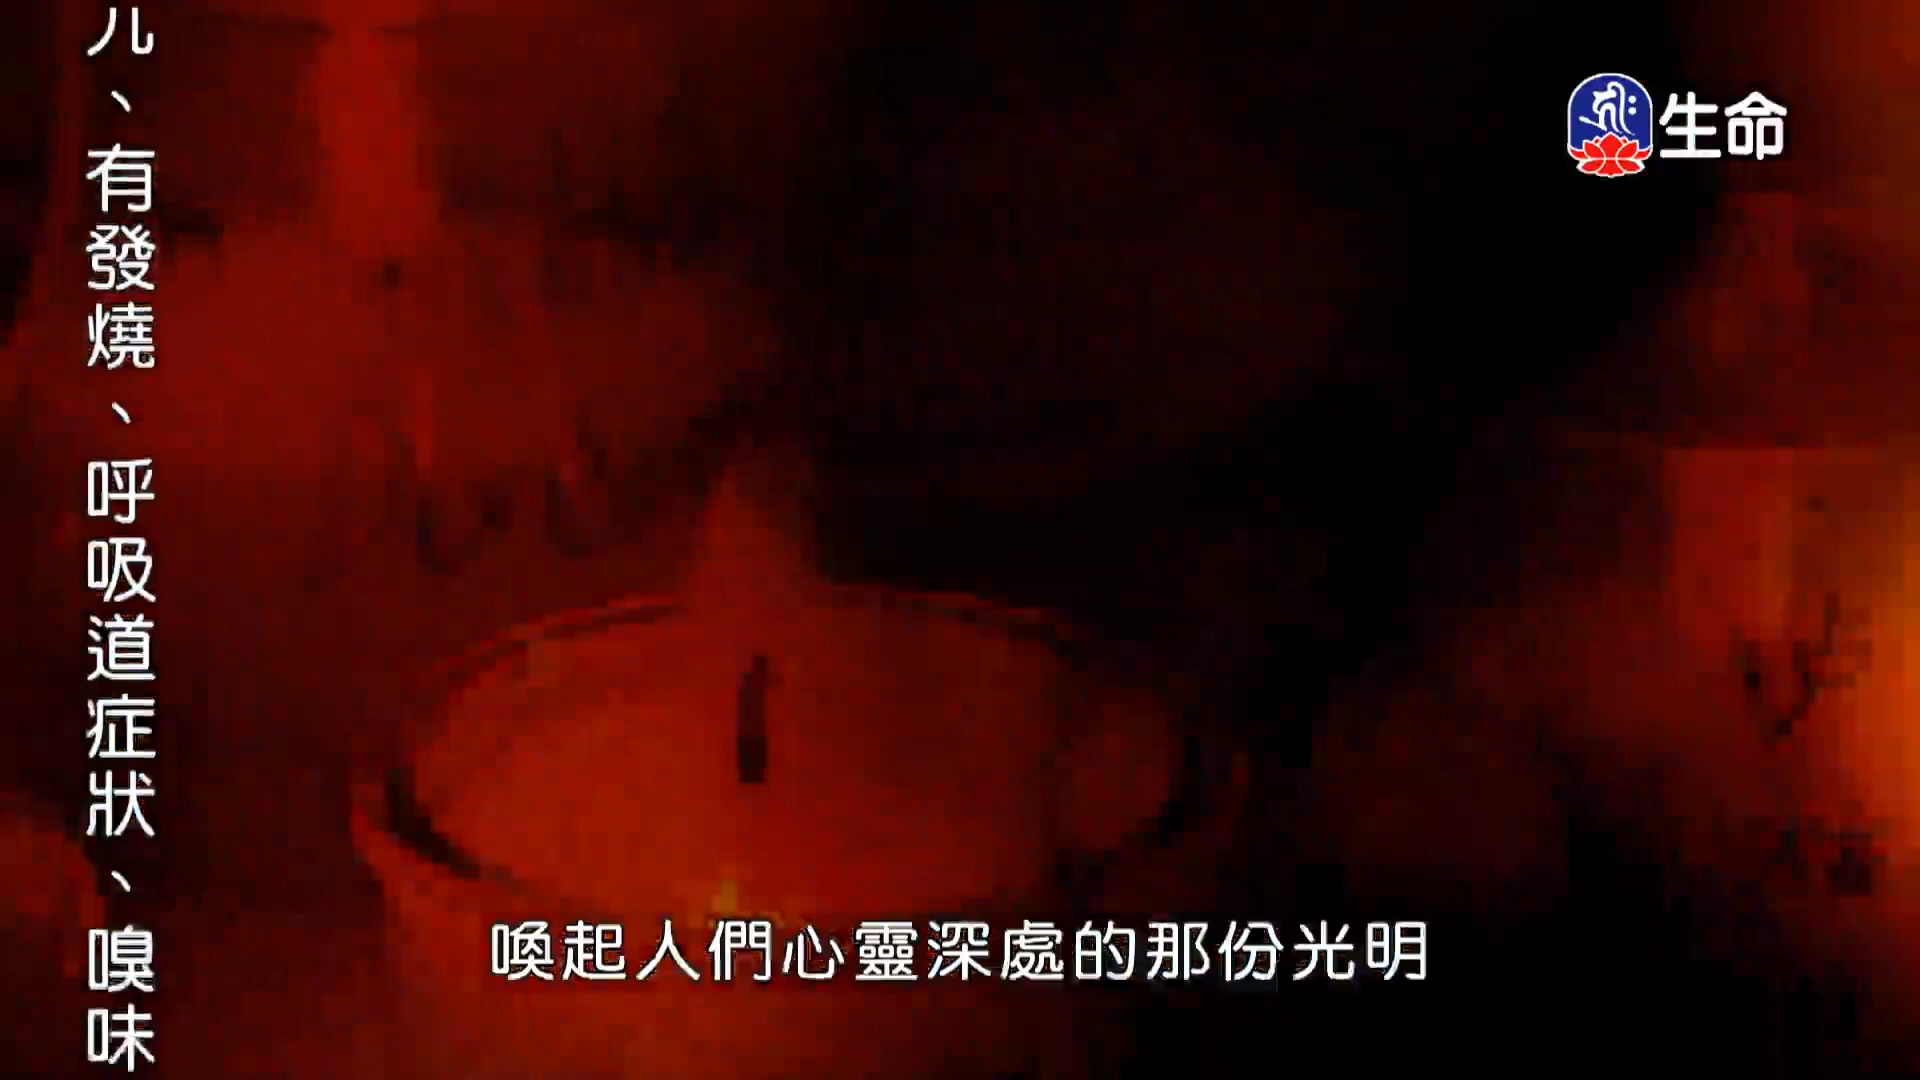 、有發燒、呼吸道症狀、嗅味
生命
喚起人們心靈深處的那份光明